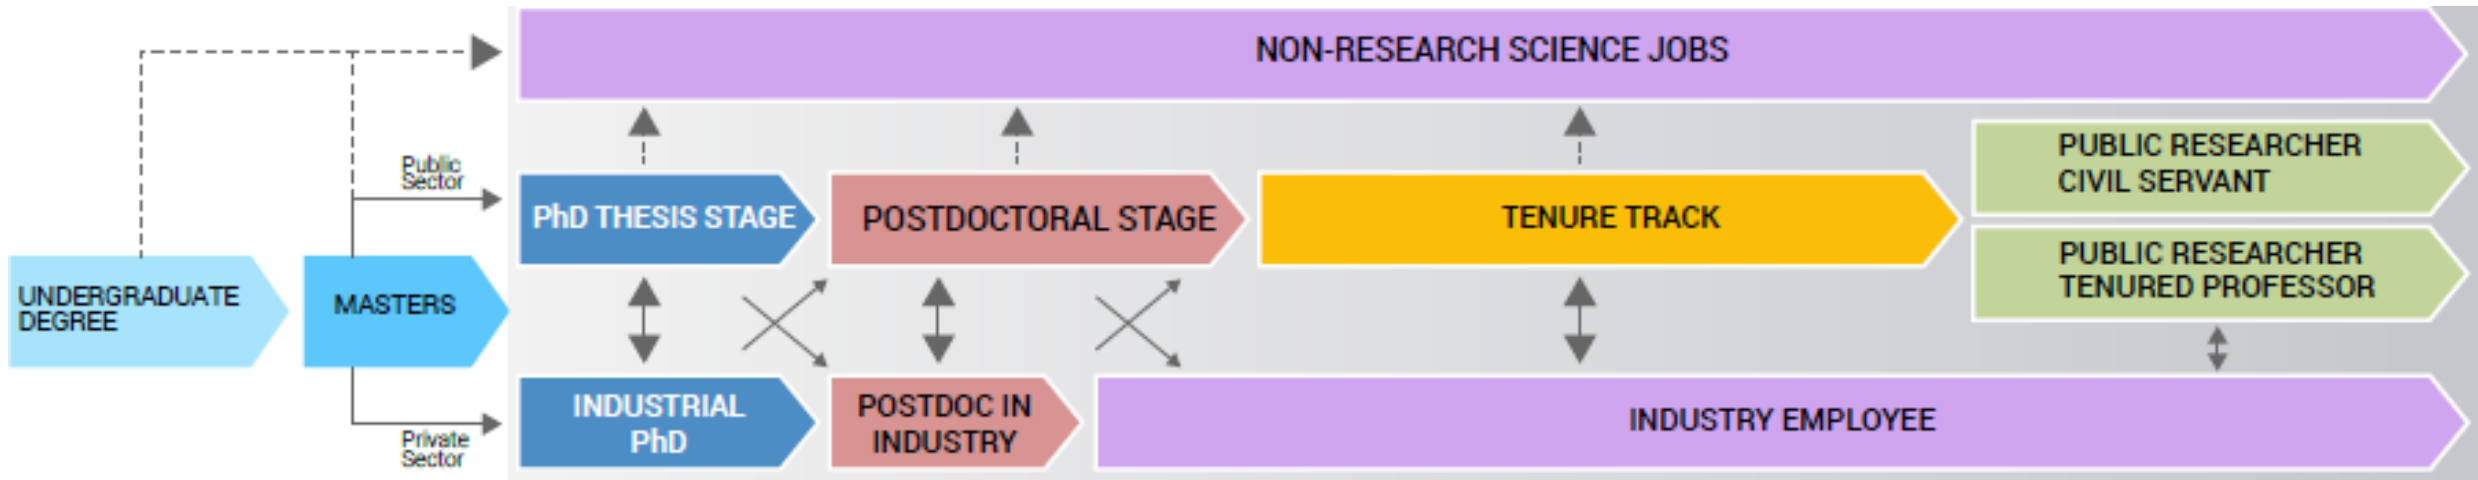 NON-RESEARCH SCIENCE JOBS
Public
Sector
PhD THESIS STAGE
POSTDOCTORAL STAGE
TENURE TRACK
PUBLIC RESEARCHER
CIVIL SERVANT
PUBLIC RESEARCHER
TENURED PROFESSOR
UNDERGRADUATE
DEGREE
MASTERS
Private
Sector
INDUSTRIAL
PhD
POSTDOC IN
INDUSTRY
INDUSTRY EMPLOYEE